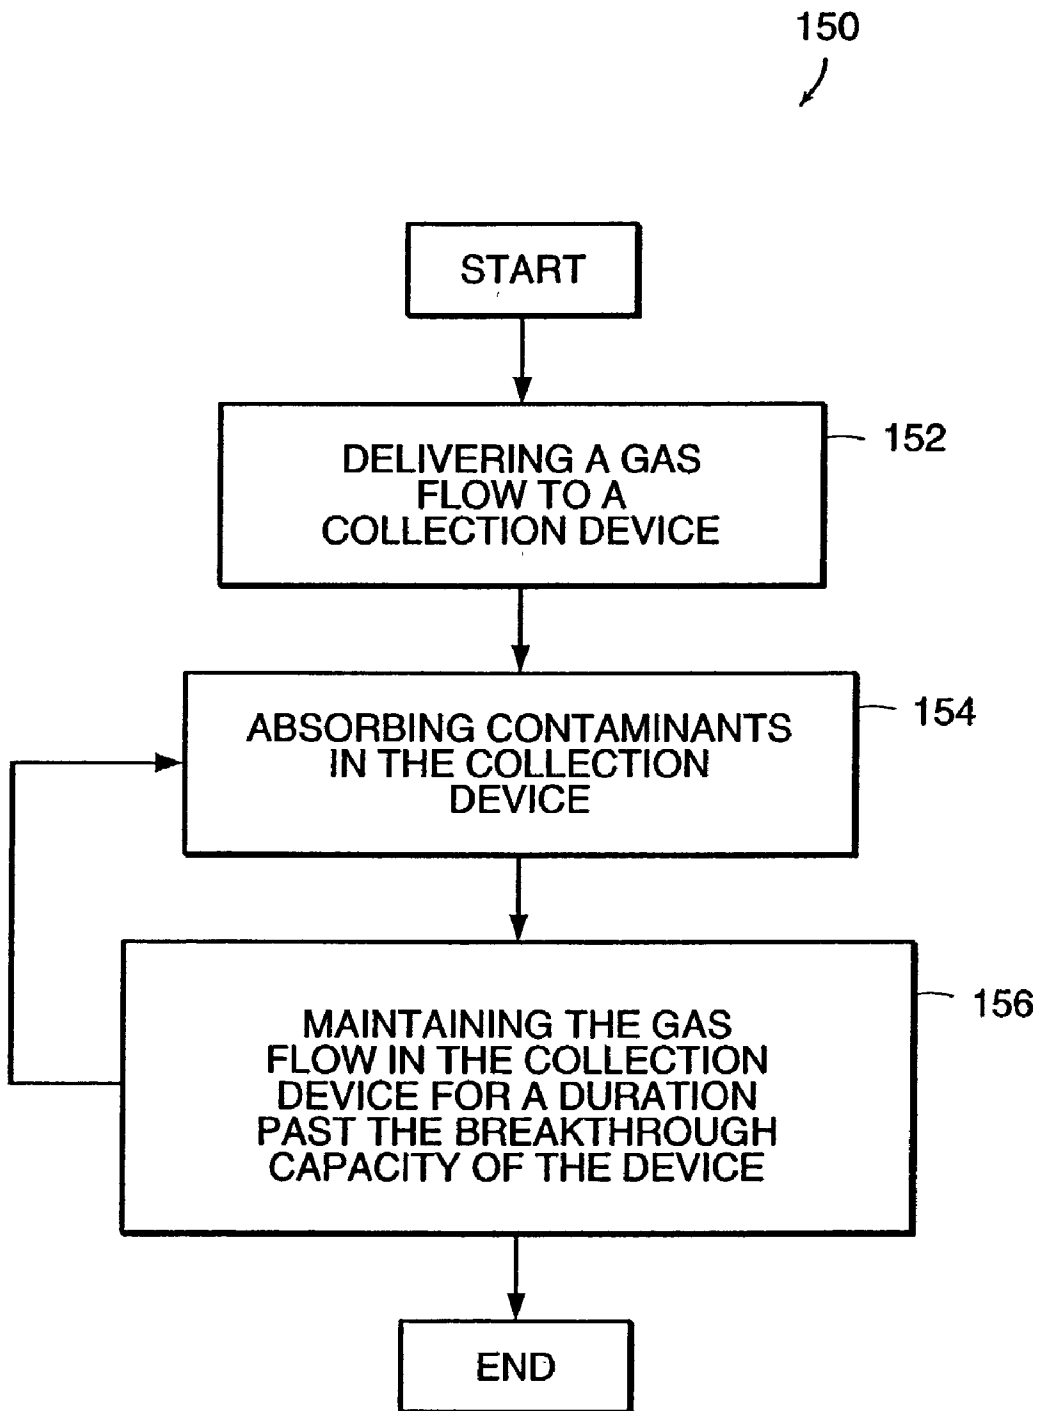 150
START
DELIVERING A GAS
FLOW TO A
COLLECTION DEVICE
152
ABSORBING CONTAMINANTS
IN THE COLLECTION
DEVICE
154
MAINTAINING THE GAS
FLOW IN THE COLLECTION
DEVICE FOR A DURATION
PAST THE BREAKTHROUGH
CAPACITY OF THE DEVICE
156
END